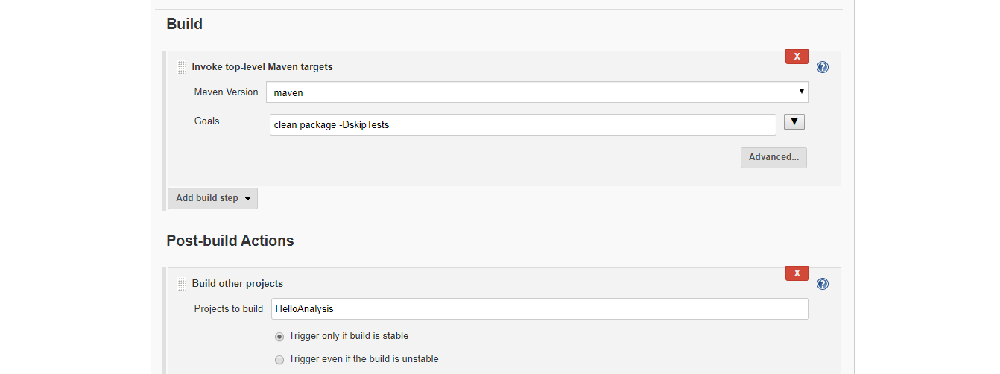 Build
Invoke top-level Maven targets
X
?
Maven Version
maven
Goals
clean package -DskipTests
Advanced...
Add build step
Post-build Actions
Build other projects
X
?
Projects to build
HelloAnalysis
Trigger only if build is stable
Trigger even if the build is unstable